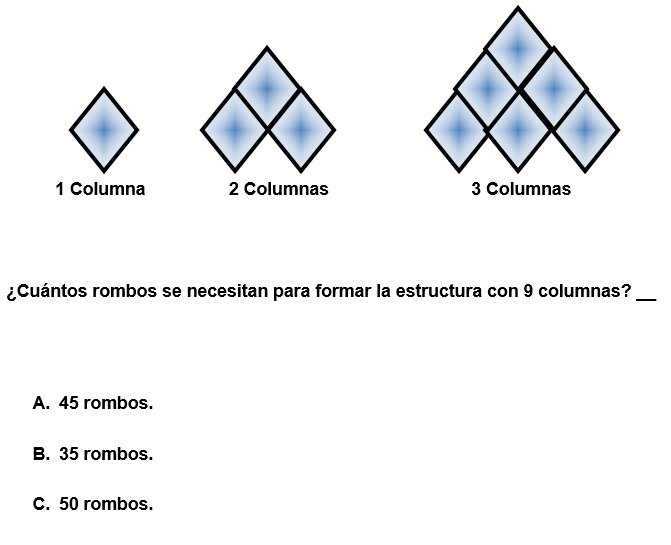 1 Columna 2 Columnas 3 Columnas
¿Cuántos rombos se necesitan para formar la estructura con 9 columnas? __
A. 45 rombos.
B. 35 rombos.
C. 50 rombos.